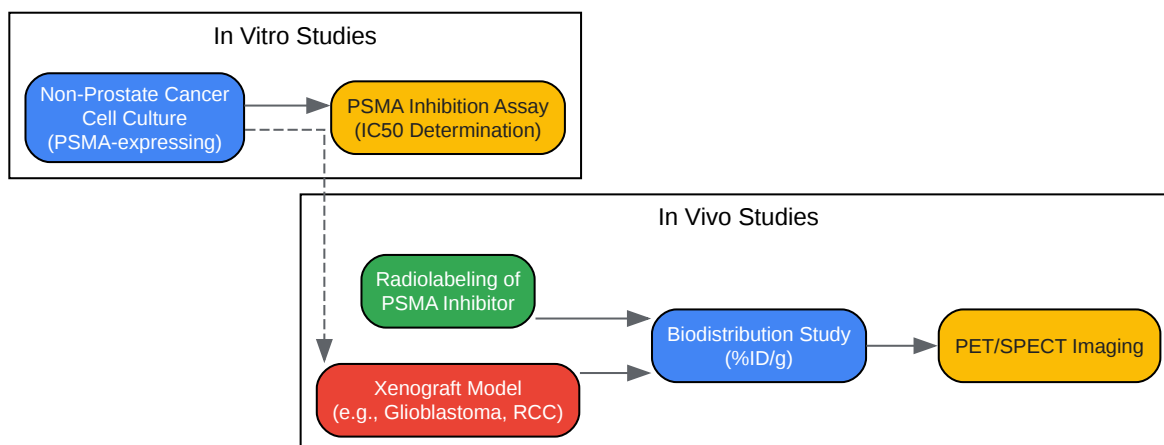 In Vitro Studies
Non-Prostate Cancer
Cell Culture
(PSMA-expressing)
PSMA Inhibition Assay
(IC50 Determination)
In Vivo Studies
Radiolabeling of
PSMA Inhibitor
Xenograft Model
(e.g., Glioblastoma, RCC)
Biodistribution Study
(%ID/g)
PET/SPECT Imaging